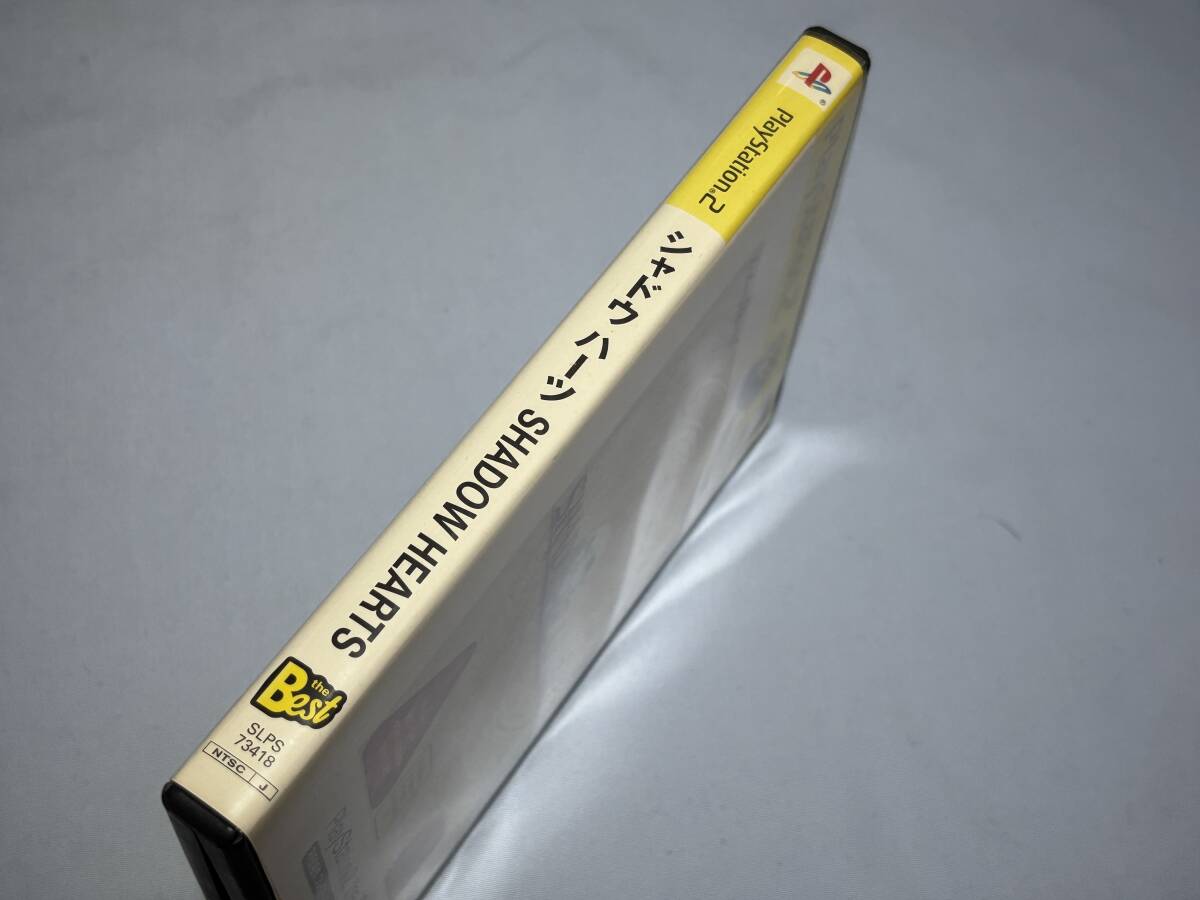 PlayStation®2
シャドウ ハーツ SHADOW HEARTS
the Best
SLPS
73418
NTSC J